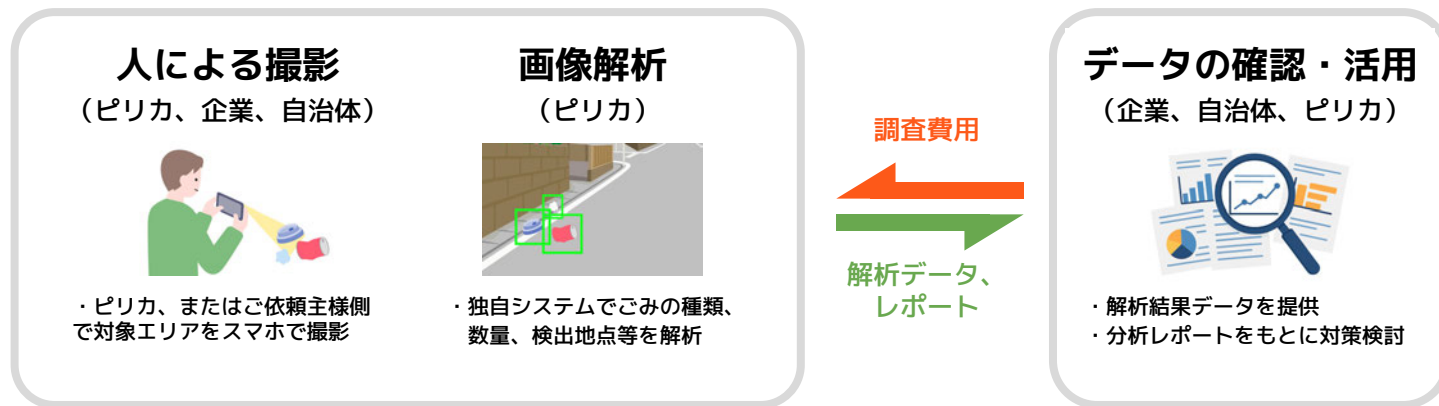 人による撮影
(ピリカ、企業、自治体)
・ピリカ、またはご依頼主様側
で対象エリアをスマホで撮影
画像解析
(ピリカ)
・独自システムでごみの種類、
数量、検出地点等を解析
調査費用
解析データ、
レポート
データの確認・活用
(企業、自治体、ピリカ)
・解析結果データを提供
・分析レポートをもとに対策検討